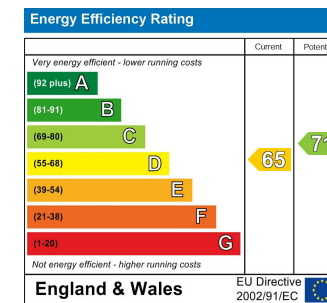 Energy Efficiency Rating
Current
Very energy efficient - lower running costs
(92 plus) A
(81-91) B
(69-80) C
71
(55-68) D
65
(39-54) E
(21-38) F
(1-20) G
Not energy efficient - higher running costs
England & Wales
EU Directive
2002/91/EC